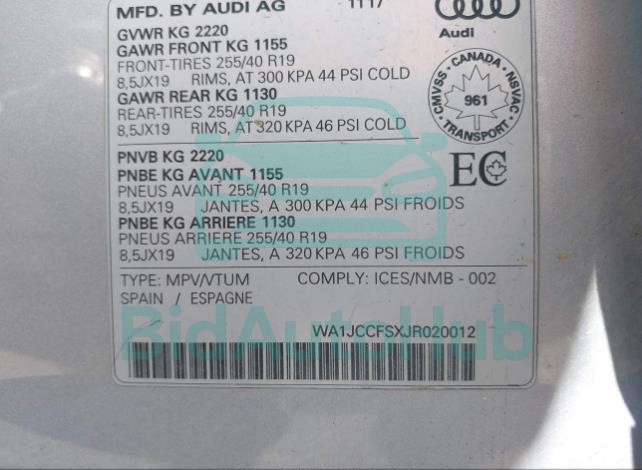 MFD. BY AUDI AG 11 17
GVWR KG 2220
Audi
GAWR FRONT KG 1155
FRONT-TIRES 255/40 R19
8,5JX19 RIMS, AT 300 KPA 44 PSI COLD
GAWR REAR KG 1130
REAR-TIRES 255/40 R19
8,5JX19 RIMS, AT 320 KPA 46 PSI COLD
CMVSS - CANADA - NSVAC
961
TRANSPORT
PNVB KG 2220
PNBE KG AVANT 1155
PNEUS AVANT 255/40 R19
8,5JX19 JANTES, A 300 KPA 44 PSI FROIDS
PNBE KG ARRIERE 1130
PNEUS ARRIERE 255/40 R19
8,5JX19 JANTES, A 320 KPA 46 PSI FROIDS
EC
TYPE: MPV/VTUM COMPLY: ICES/NMB - 002
SPAIN / ESPAGNE
WA1JCCFSXJR020012
BidAutoHub